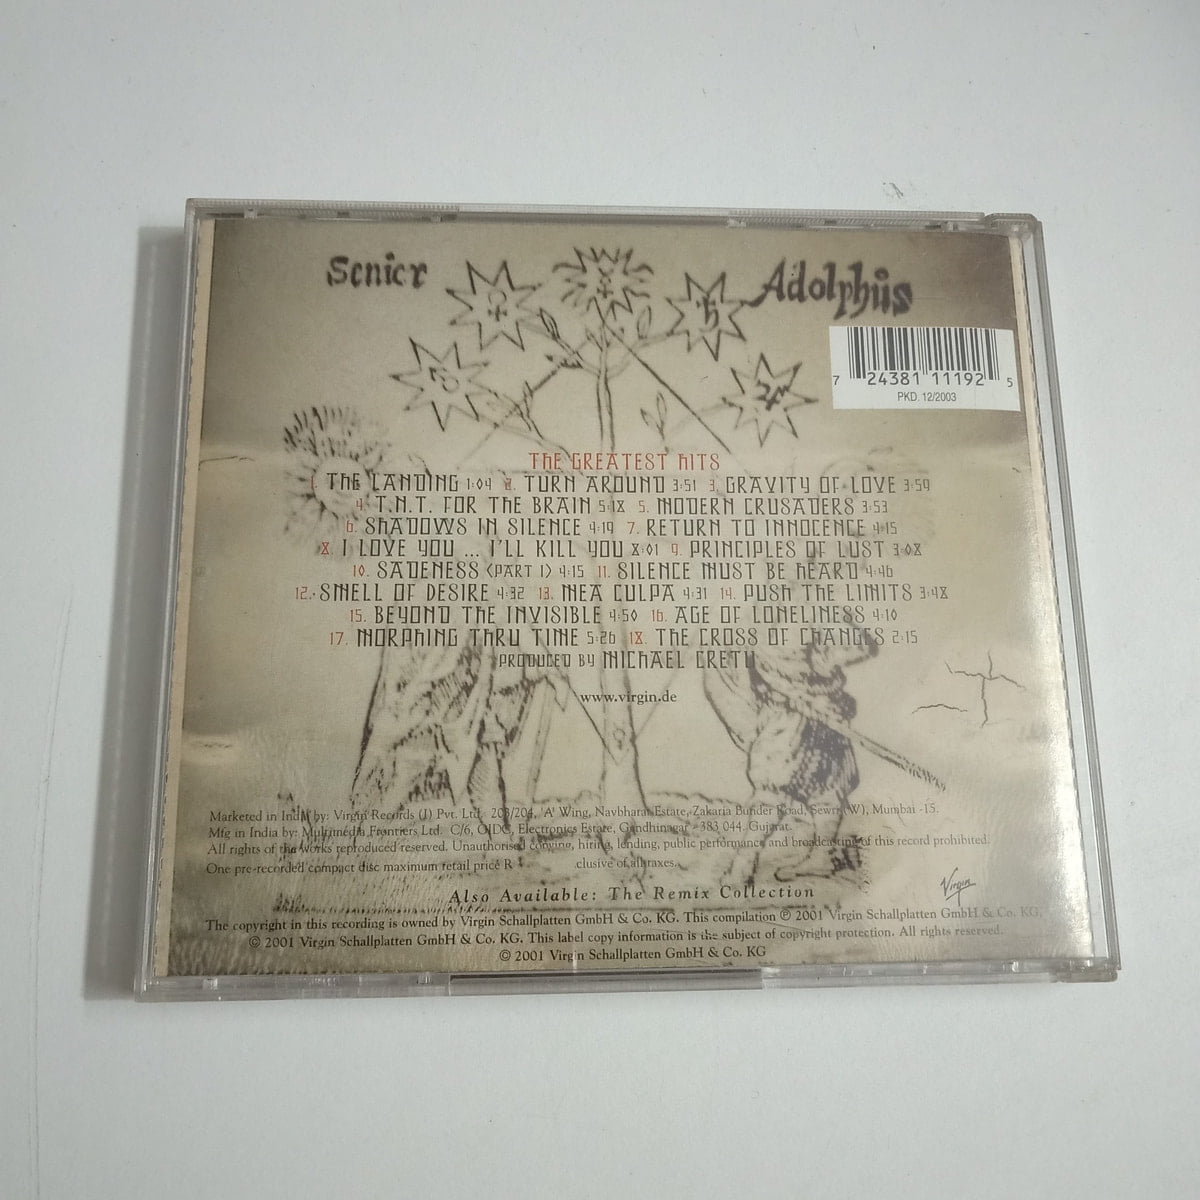 Senior
Adolphus
7 24381 11192 5
PKD. 12/2003
THE GREATEST HITS
1. THE LANDING 1:04 2. TURN AROUND 3:51 3. GRAVITY OF LOVE 3:59
4. T.N.T. FOR THE BRAIN 5:18 5. MODERN CRUSADERS 3:53
6. SHADOWS IN SILENCE 4:19 7. RETURN TO INNOCENCE 4:15
8. I LOVE YOU ... I'LL KILL YOU 8:01 9. PRINCIPLES OF LUST 3:08
10. SADENESS (PART I) 4:15 11. SILENCE MUST BE HEARD 4:46
12. SMELL OF DESIRE 4:32 13. MEA CULPA 4:31 14. PUSH THE LIMITS 3:48
15. BEYOND THE INVISIBLE 4:50 16. AGE OF LONELINESS 4:10
17. MORPHING THRU TIME 5:26 18. THE CROSS OF CHANGES 2:15
PRODUCED BY MICHAEL CRETU
www.virgin.de
Marketed in India by: Virgin Records (I) Pvt. Ltd. 203/204, 'A' Wing, Navbharat Estate, Zakaria Bunder Road, Sewri (W), Mumbai -15.
Mfg in India by: Multimedia Frontiers Ltd. C/6, GIDC, Electronics Estate, Gandhinagar - 383 044. Gujarat.
All rights of the works reproduced reserved. Unauthorised copying, hiring, lending, public performance and broadcasting of this record prohibited.
One pre-recorded compact disc maximum retail price R clusive of all taxes.
Also Available: The Remix Collection
Virgin
The copyright in this recording is owned by Virgin Schallplatten GmbH & Co. KG. This compilation ℗ 2001 Virgin Schallplatten GmbH & Co. KG.
© 2001 Virgin Schallplatten GmbH & Co. KG. This label copy information is the subject of copyright protection. All rights reserved.
© 2001 Virgin Schallplatten GmbH & Co. KG